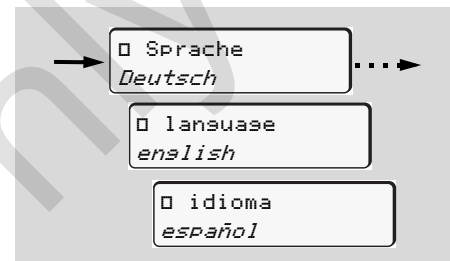 □ Sprache
Deutsch
□ language
english
□ idioma
español